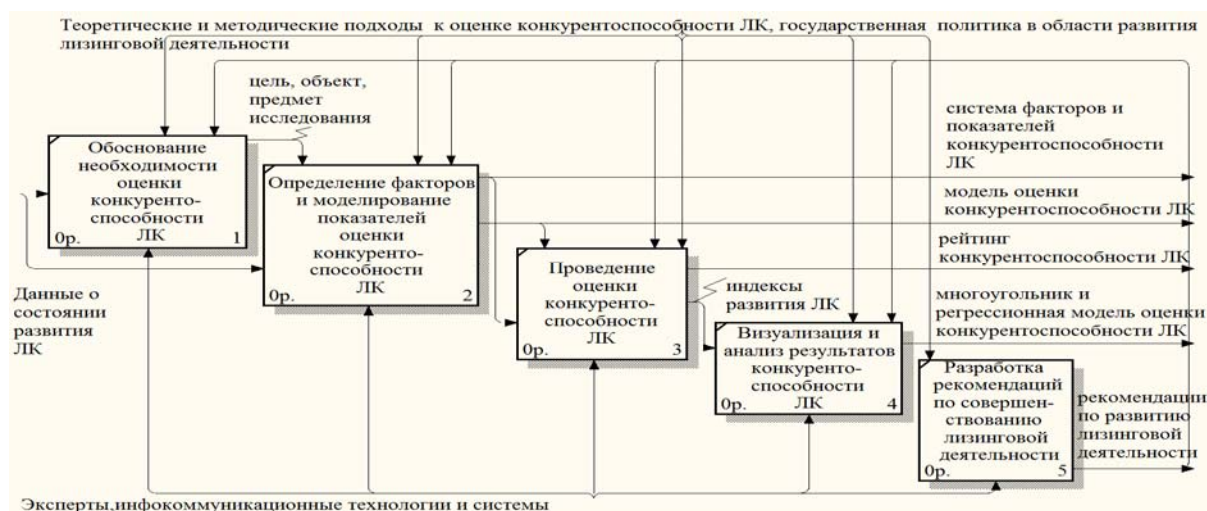 Теоретические и методические подходы к оценке конкурентоспособности ЛК, государственная политика в области развития
лизинговой деятельности
цель, объект,
предмет
исследования
Обоснование
необходимости
оценки
конкуренто-
способности
ЛК
0р.
1
Определение факторов
и моделирование
показателей
оценки
конкуренто-
способности
ЛК
0р.
2
Проведение
оценки
конкуренто-
способности
ЛК
0р.
3
индексы
развития ЛК
Визуализация и
анализ результатов
конкуренто-
способности
ЛК
0р.
4
Разработка
рекомендаций
по совершен-
ствованию
лизинговой
деятельности
0р.
5
система факторов и
показателей
конкурентоспособности
ЛК
модель оценки
конкурентоспособности ЛК
рейтинг
конкурентоспособности ЛК
многоугольник и
регрессионная модель оценки
конкурентоспособности ЛК
рекомендации
по развитию
лизинговой
деятельности
Данные о
состоянии
развития
ЛК
Эксперты,инфокоммуникационные технологии и системы